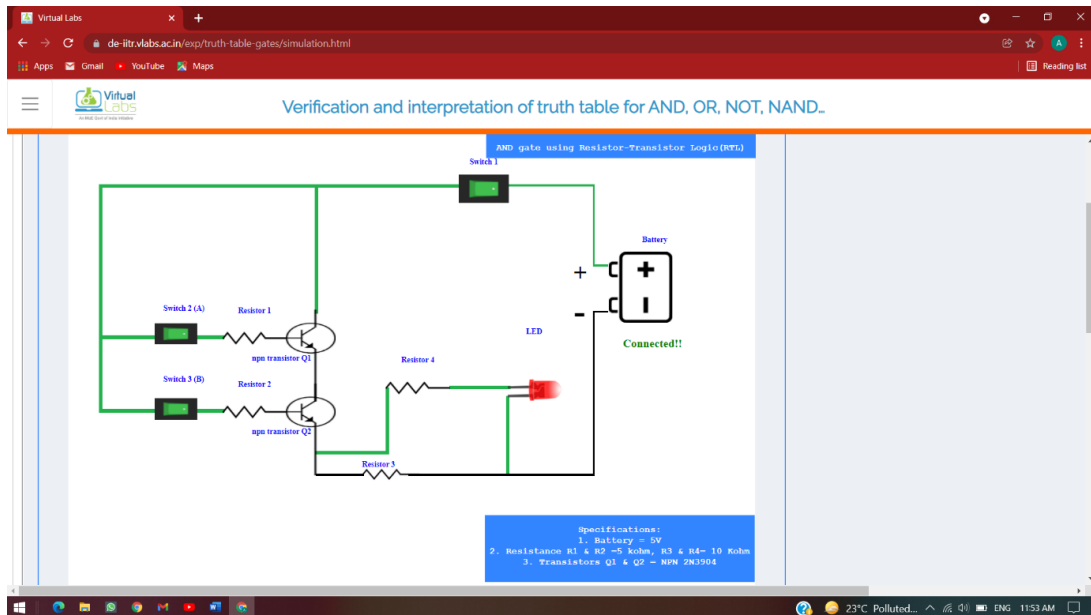 Virtual Labs
de-iitr.vlabs.ac.in/exp/truth-table-gates/simulation.html
A
Apps
Gmail
YouTube
Maps
Reading list
Virtual
Labs
Verification and interpretation of truth table for AND, OR, NOT, NAND...
AND gate using Resistor-Transistor Logic(RTL)
Switch 1
Battery
+
+
-
Connected!!
Switch 2 (A)
Resistor 1
npn transistor Q1
LED
Resistor 4
Switch 3 (B)
Resistor 2
npn transistor Q2
Resistor 3
Specifications:
1. Battery = 5V
2. Resistance R1 & R2 =5 kohm, R3 & R4= 10 Kohm
3. Transistors Q1 & Q2 = NPN 2N3904
23°C Polluted...
ENG
11:53 AM